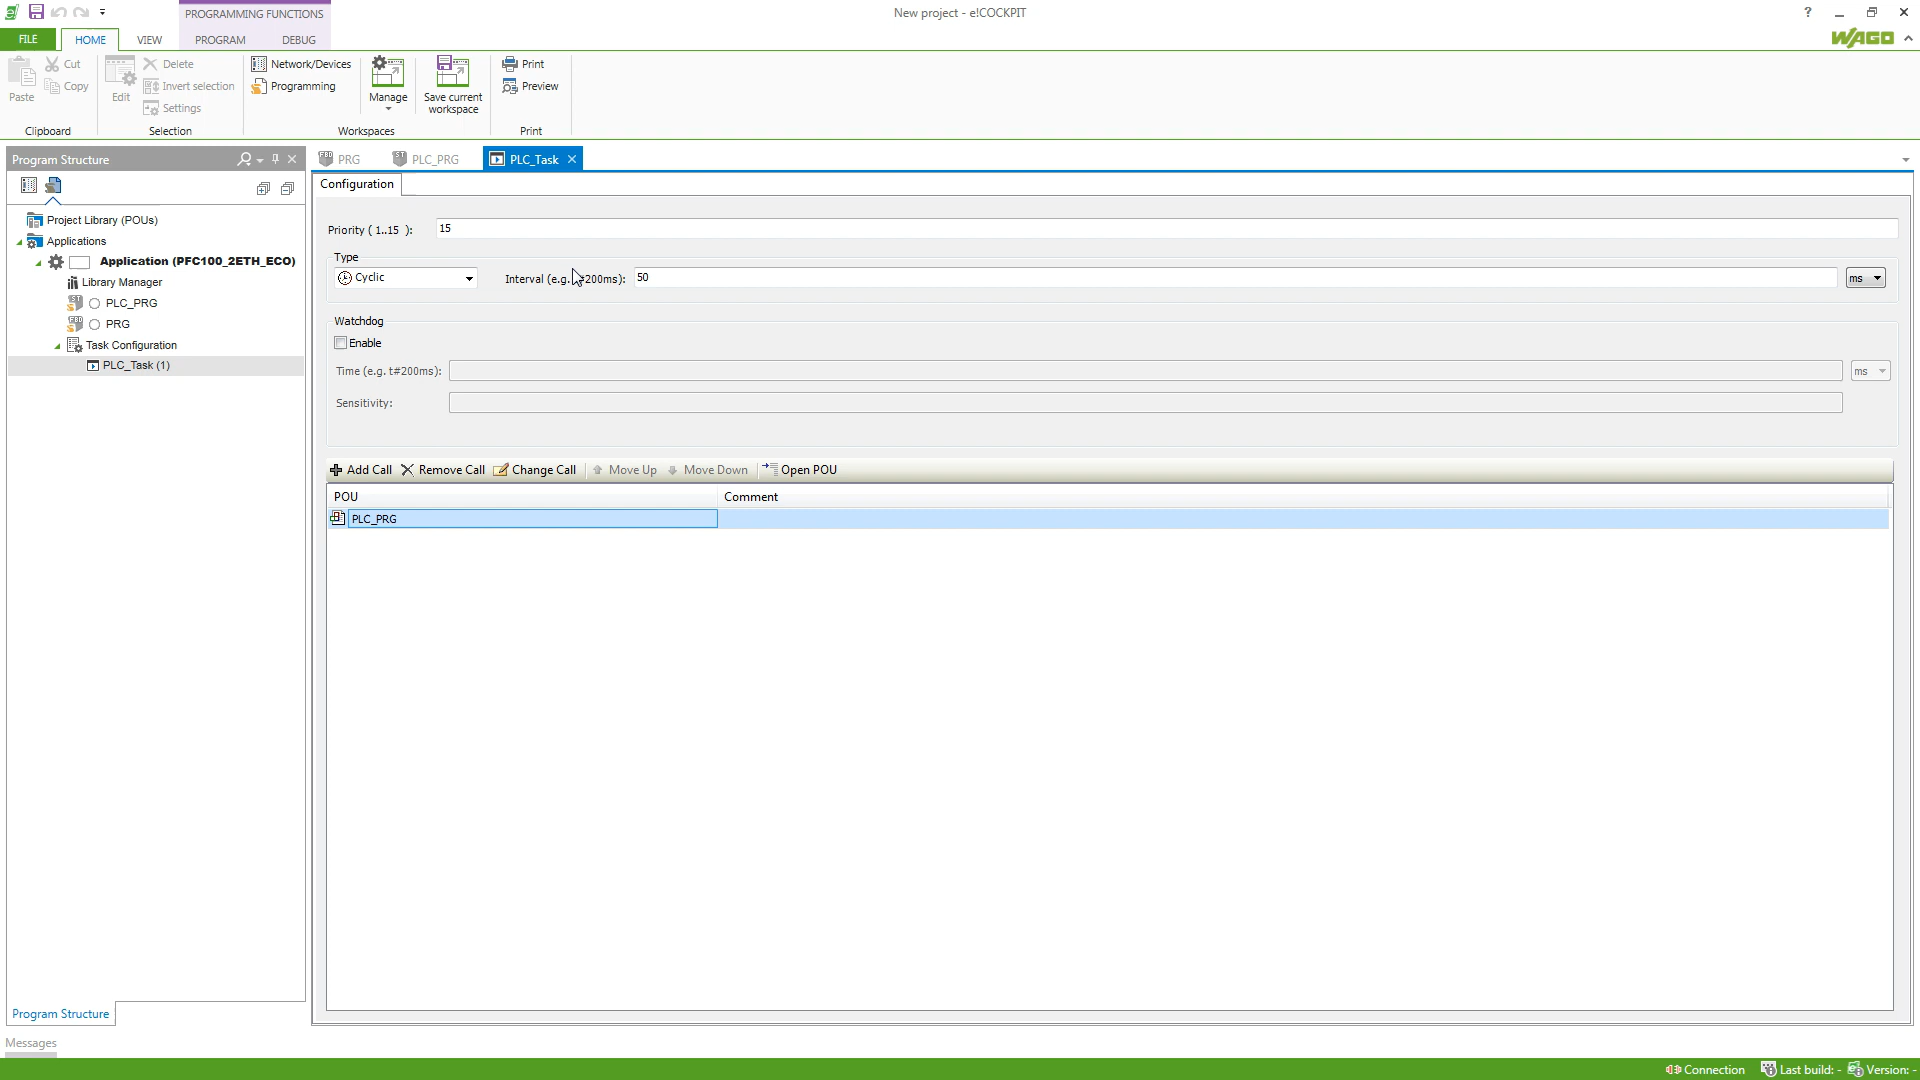 PROGRAMMING FUNCTIONS
New project - e!COCKPIT
?
FILE
HOME
VIEW
PROGRAM
DEBUG
WAGO
Paste
Cut
Copy
Clipboard
Edit
Delete
Invert selection
Settings
Selection
Network/Devices
Programming
Manage
Save current
workspace
Workspaces
Print
Preview
Print
Program Structure
Project Library (POUs)
Applications
Application (PFC100_2ETH_ECO)
Library Manager
PLC_PRG
PRG
Task Configuration
PLC_Task (1)
Program Structure
PRG
PLC_PRG
PLC_Task
Configuration
Priority ( 1..15 ): 15
Type
Cyclic
Interval (e.g. t#200ms): 50 ms
Watchdog
Enable
Time (e.g. t#200ms): ms
Sensitivity:
Add Call Remove Call Change Call Move Up Move Down Open POU
POU Comment
PLC_PRG
Messages
Connection Last build: - Version: -